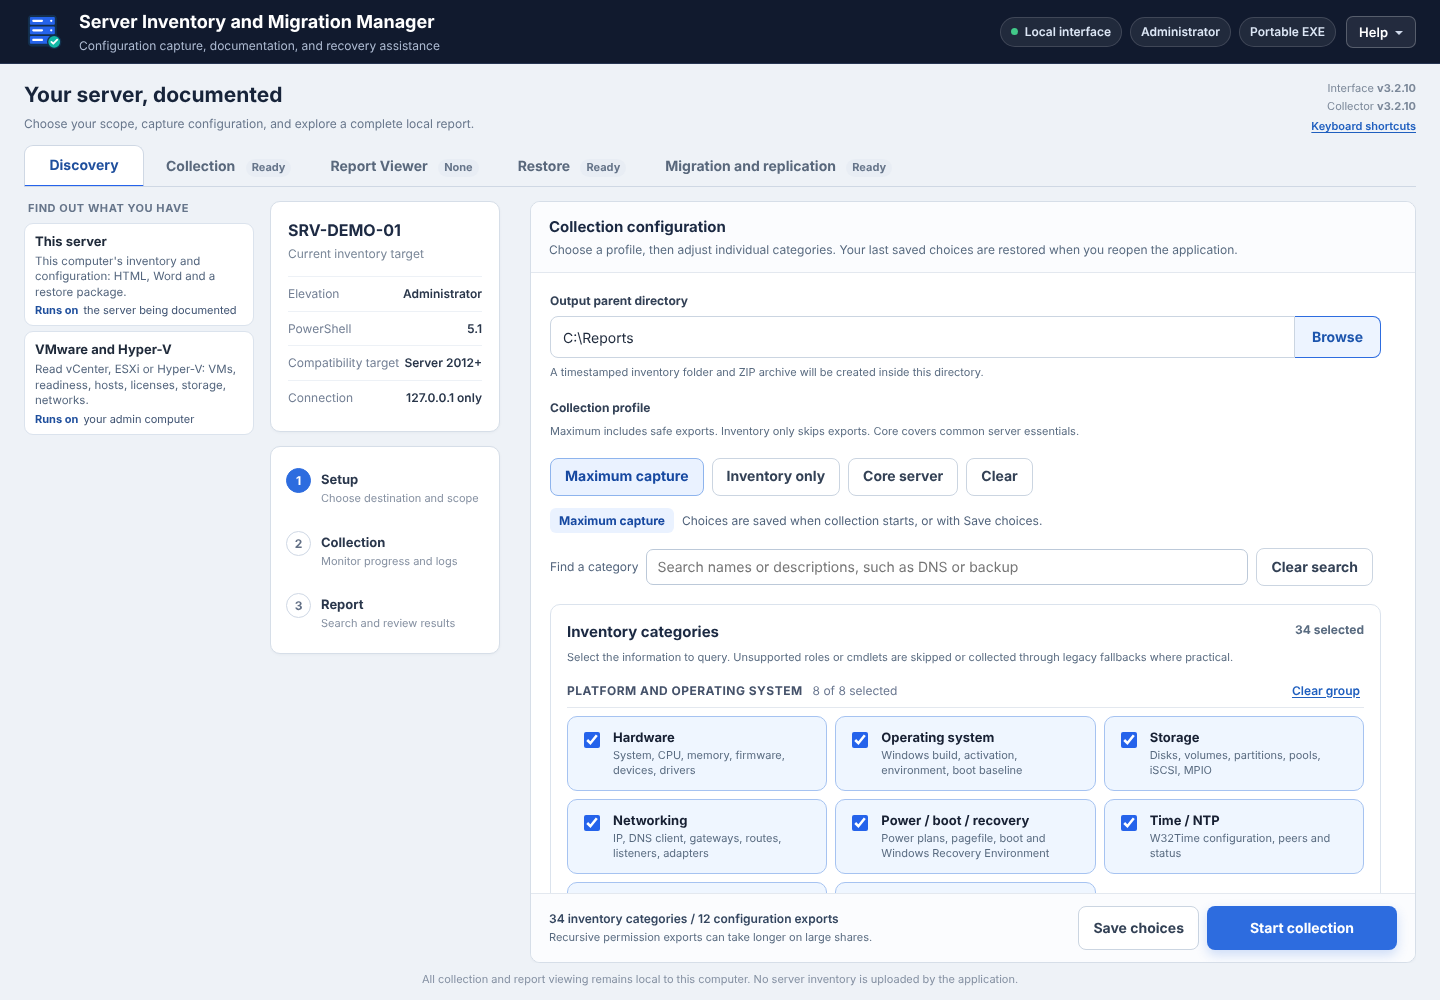 Server Inventory and Migration Manager
Configuration capture, documentation, and recovery assistance
Local interface
Administrator
Portable EXE
Help
Your server, documented
Choose your scope, capture configuration, and explore a complete local report.
Interface v3.2.10
Collector v3.2.10
Keyboard shortcuts
Discovery
Collection Ready
Report Viewer None
Restore Ready
Migration and replication Ready
FIND OUT WHAT YOU HAVE
This server
This computer's inventory and
configuration: HTML, Word and a
restore package.
Runs on the server being documented
VMware and Hyper-V
Read vCenter, ESXi or Hyper-V: VMs,
readiness, hosts, licenses, storage,
networks.
Runs on your admin computer
SRV-DEMO-01
Current inventory target
Elevation Administrator
PowerShell 5.1
Compatibility target Server 2012+
Connection 127.0.0.1 only
1 Setup
Choose destination and scope
2 Collection
Monitor progress and logs
3 Report
Search and review results
Collection configuration
Choose a profile, then adjust individual categories. Your last saved choices are restored when you reopen the application.
Output parent directory
C:\Reports
Browse
A timestamped inventory folder and ZIP archive will be created inside this directory.
Collection profile
Maximum includes safe exports. Inventory only skips exports. Core covers common server essentials.
Maximum capture
Inventory only
Core server
Clear
Maximum capture Choices are saved when collection starts, or with Save choices.
Find a category
Search names or descriptions, such as DNS or backup
Clear search
Inventory categories
34 selected
Select the information to query. Unsupported roles or cmdlets are skipped or collected through legacy fallbacks where practical.
PLATFORM AND OPERATING SYSTEM 8 of 8 selected
Clear group
Hardware
System, CPU, memory, firmware,
devices, drivers
Operating system
Windows build, activation,
environment, boot baseline
Storage
Disks, volumes, partitions, pools,
iSCSI, MPIO
Networking
IP, DNS client, gateways, routes,
listeners, adapters
Power / boot / recovery
Power plans, pagefile, boot and
Windows Recovery Environment
Time / NTP
W32Time configuration, peers and
status
34 inventory categories / 12 configuration exports
Recursive permission exports can take longer on large shares.
Save choices
Start collection
All collection and report viewing remains local to this computer. No server inventory is uploaded by the application.